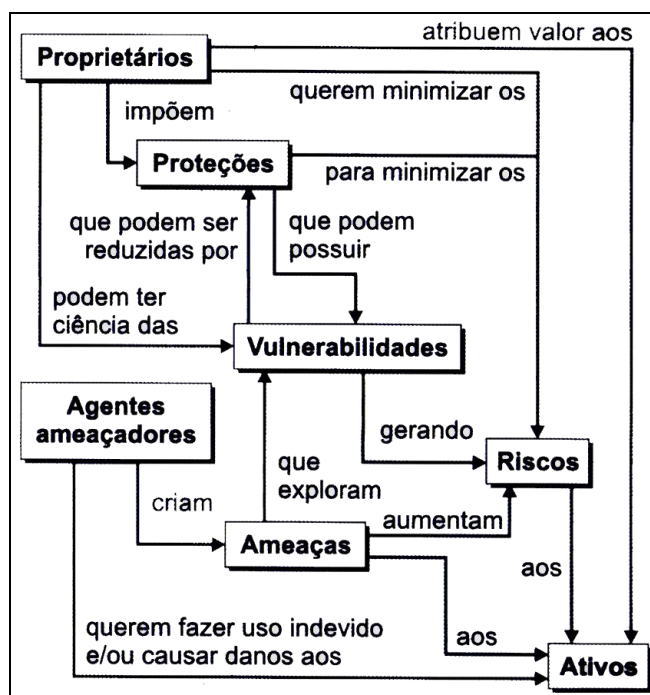 atribuem valor aos
Proprietários
querem minimizar os
impõem
Proteções
para minimizar os
que podem ser
reduzidas por
que podem
possuir
podem ter
ciência das
Vulnerabilidades
Agentes
ameaçadores
gerando
Riscos
que
exploram
criam
aumentam
Ameaças
aos
querem fazer uso indevido
e/ou causar danos aos
aos
Ativos